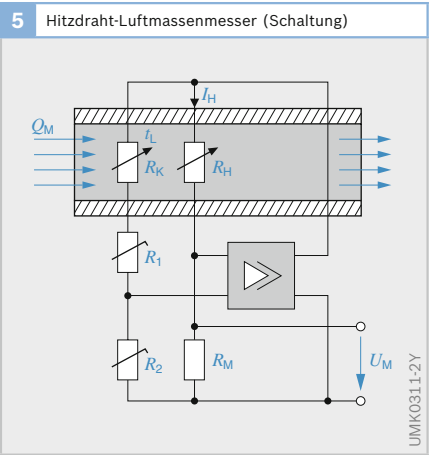 5 Hitzdraht-Luftmassenmesser (Schaltung)
I_H
Q_M
t_L
R_K
R_H
R_1
R_2
R_M
U_M
UMK0311-2Y